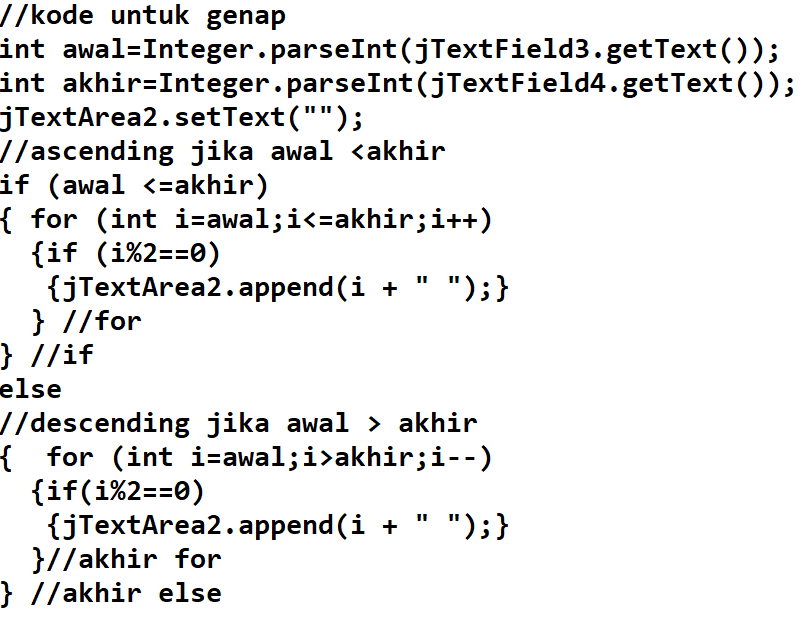 //kode untuk genap
int awal=Integer.parseInt(jTextField3.getText());
int akhir=Integer.parseInt(jTextField4.getText());
jTextArea2.setText("");
//ascending jika awal <akhir
if (awal <=akhir)
{ for (int i=awal;i<=akhir;i++)
  {if (i%2==0)
   {jTextArea2.append(i + " ");}
  } //for
} //if
else
//descending jika awal > akhir
{  for (int i=awal;i>akhir;i--)
  {if(i%2==0)
   {jTextArea2.append(i + " ");}
  }//akhir for
} //akhir else